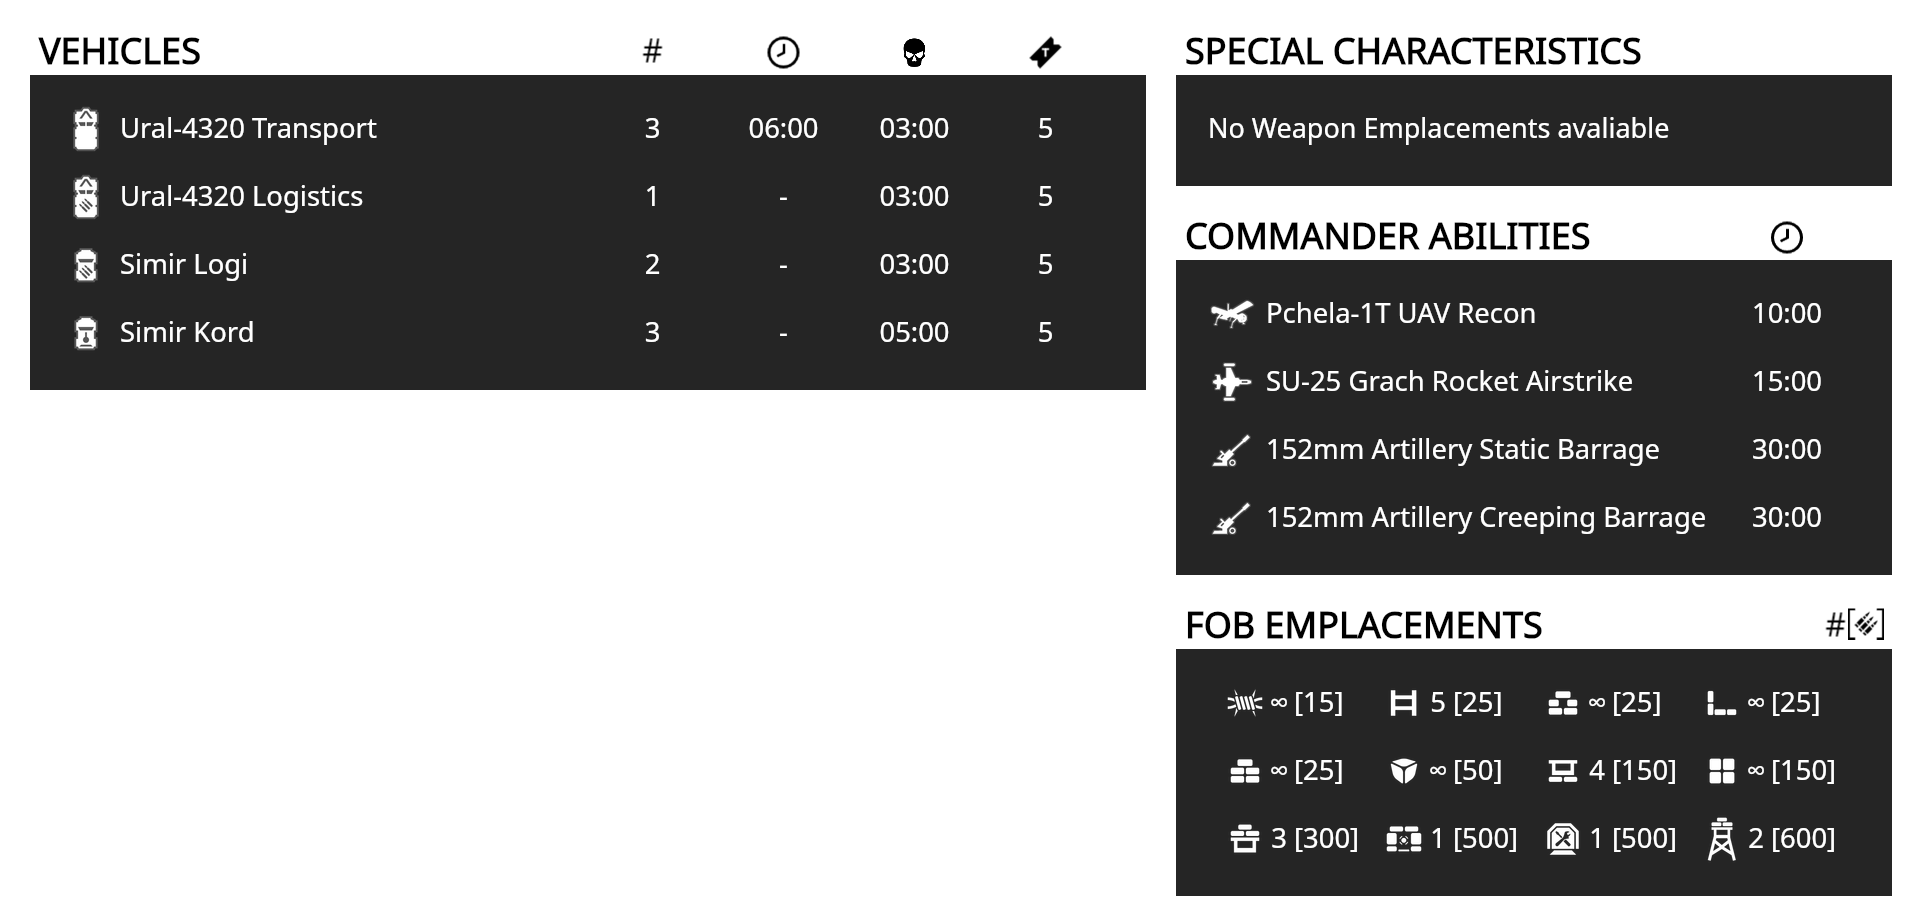 VEHICLES #
Ural-4320 Transport 3 06:00 03:00 5
Ural-4320 Logistics 1 - 03:00 5
Simir Logi 2 - 03:00 5
Simir Kord 3 - 05:00 5
SPECIAL CHARACTERISTICS
No Weapon Emplacements avaliable
COMMANDER ABILITIES
Pchela-1T UAV Recon 10:00
SU-25 Grach Rocket Airstrike 15:00
152mm Artillery Static Barrage 30:00
152mm Artillery Creeping Barrage 30:00
FOB EMPLACEMENTS #[]
∞ [15] 5 [25] ∞ [25] ∞ [25]
∞ [25] ∞ [50] 4 [150] ∞ [150]
3 [300] 1 [500] 1 [500] 2 [600]